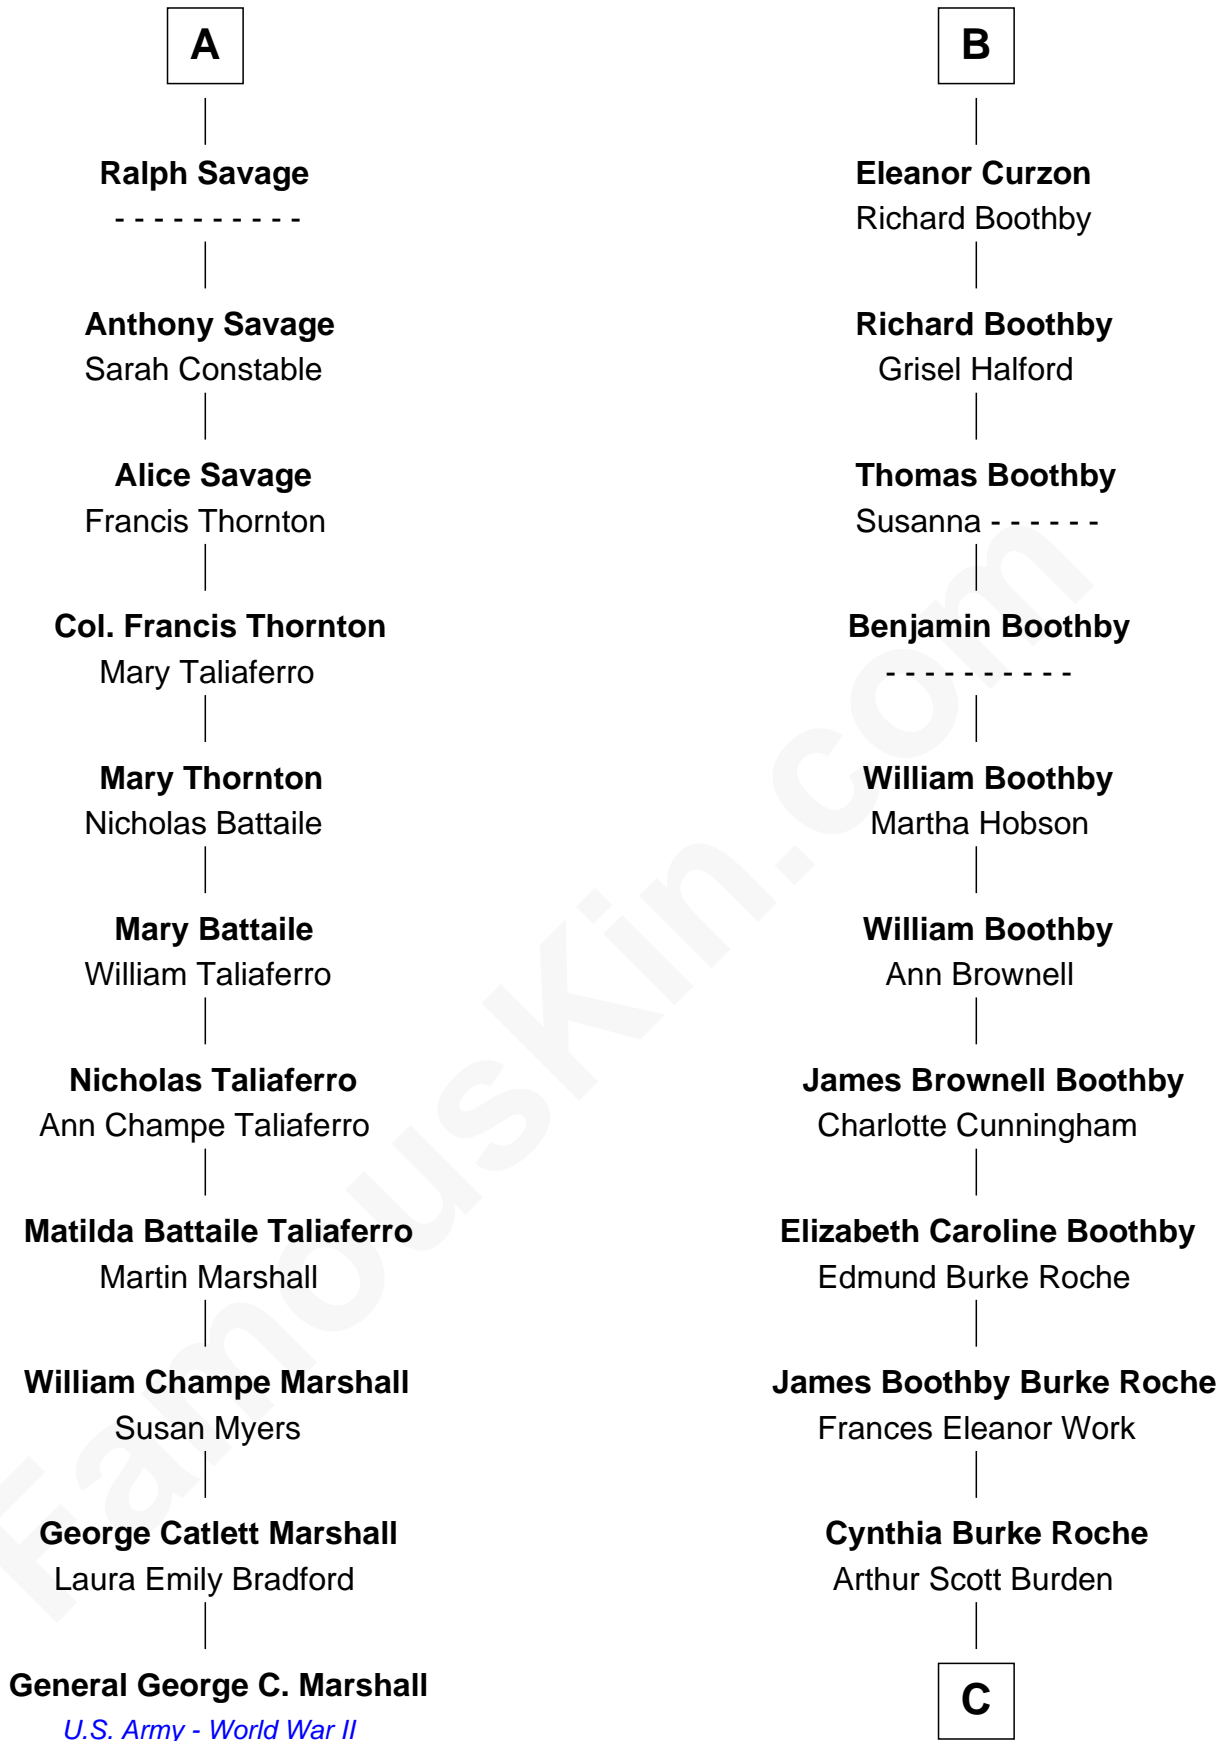 A
Ralph Savage
- - - - - - - - - -
Anthony Savage
Sarah Constable
Alice Savage
Francis Thornton
Col. Francis Thornton
Mary Taliaferro
Mary Thornton
Nicholas Battaile
Mary Battaile
William Taliaferro
Nicholas Taliaferro
Ann Champe Taliaferro
Matilda Battaile Taliaferro
Martin Marshall
William Champe Marshall
Susan Myers
George Catlett Marshall
Laura Emily Bradford
General George C. Marshall
U.S. Army - World War II
B
Eleanor Curzon
Richard Boothby
Richard Boothby
Grisel Halford
Thomas Boothby
Susanna - - - - - -
Benjamin Boothby
- - - - - - - - - -
William Boothby
Martha Hobson
William Boothby
Ann Brownell
James Brownell Boothby
Charlotte Cunningham
Elizabeth Caroline Boothby
Edmund Burke Roche
James Boothby Burke Roche
Frances Eleanor Work
Cynthia Burke Roche
Arthur Scott Burden
C
FamousKin.com